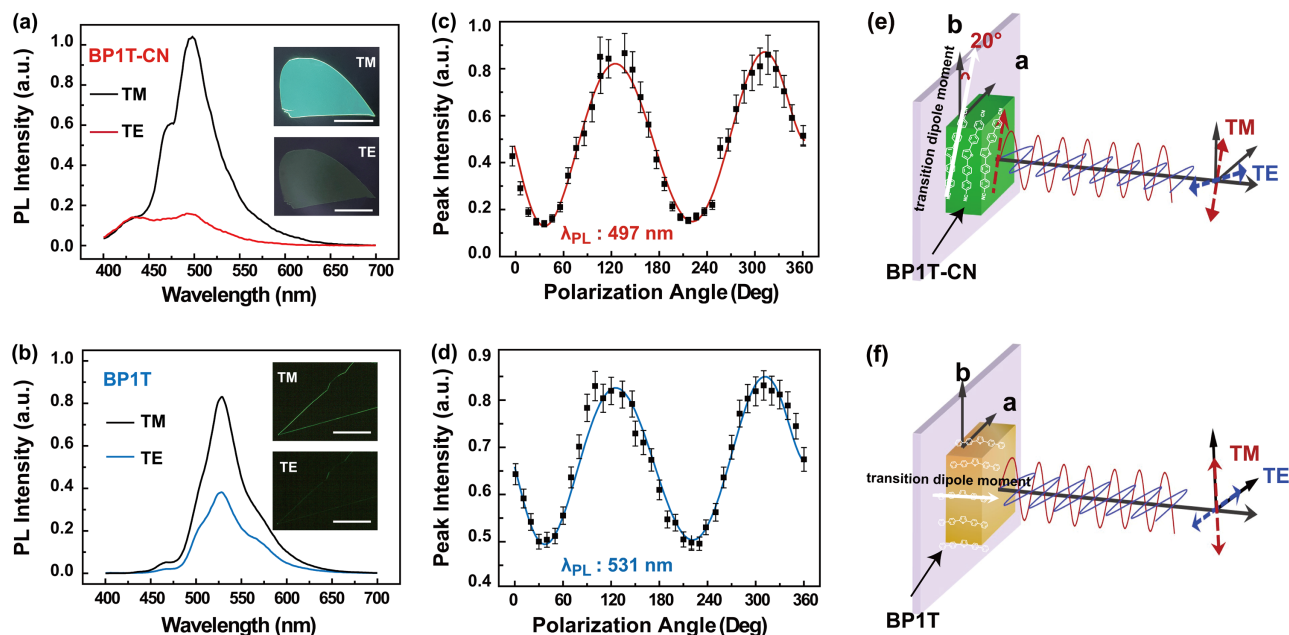 (a)
PL Intensity (a.u.)
1.0
0.8
0.6
0.4
0.2
0.0
BP1T-CN
TM
TE
TM
TE
400 450 500 550 600 650 700
Wavelength (nm)
(c)
Peak Intensity (a.u.)
1.0
0.8
0.6
0.4
0.2
0.0
λPL : 497 nm
0 60 120 180 240 300 360
Polarization Angle (Deg)
(e)
b
20°
a
transition dipole moment
TM
TE
BP1T-CN
(b)
PL Intensity (a.u.)
1.0
0.8
0.6
0.4
0.2
0.0
BP1T
TM
TE
TM
TE
400 450 500 550 600 650 700
Wavelength (nm)
(d)
Peak Intensity (a.u.)
0.9
0.8
0.7
0.6
0.5
0.4
λPL : 531 nm
0 60 120 180 240 300 360
Polarization Angle (Deg)
(f)
b
a
transition dipole moment
TM
TE
BP1T